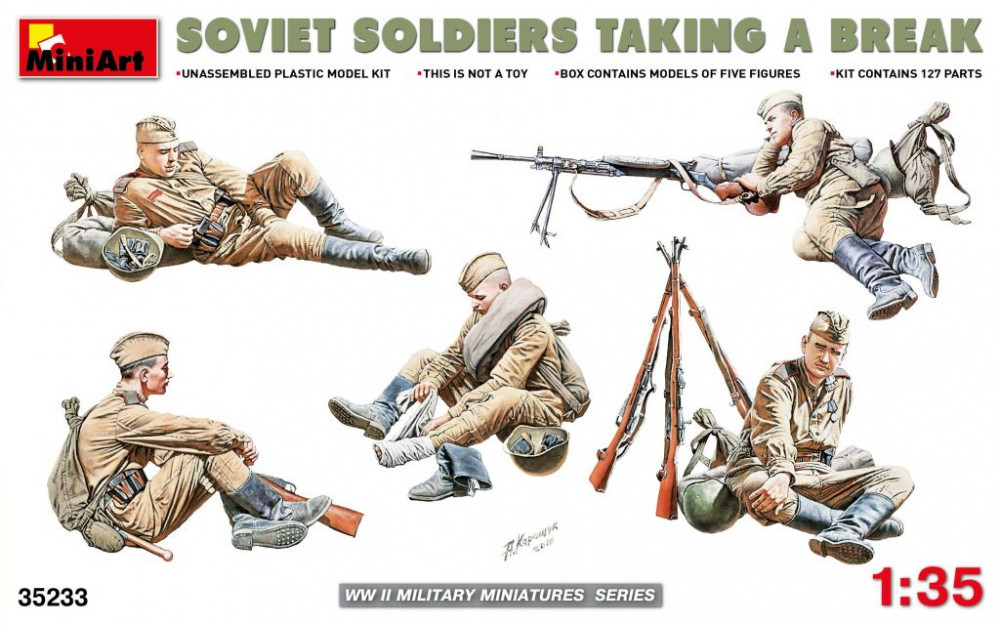 MiniArt
SOVIET SOLDIERS TAKING A BREAK
▪UNASSEMBLED PLASTIC MODEL KIT ▪THIS IS NOT A TOY ▪BOX CONTAINS MODELS OF FIVE FIGURES ▪KIT CONTAINS 127 PARTS
35233
WW II MILITARY MINIATURES SERIES
1:35